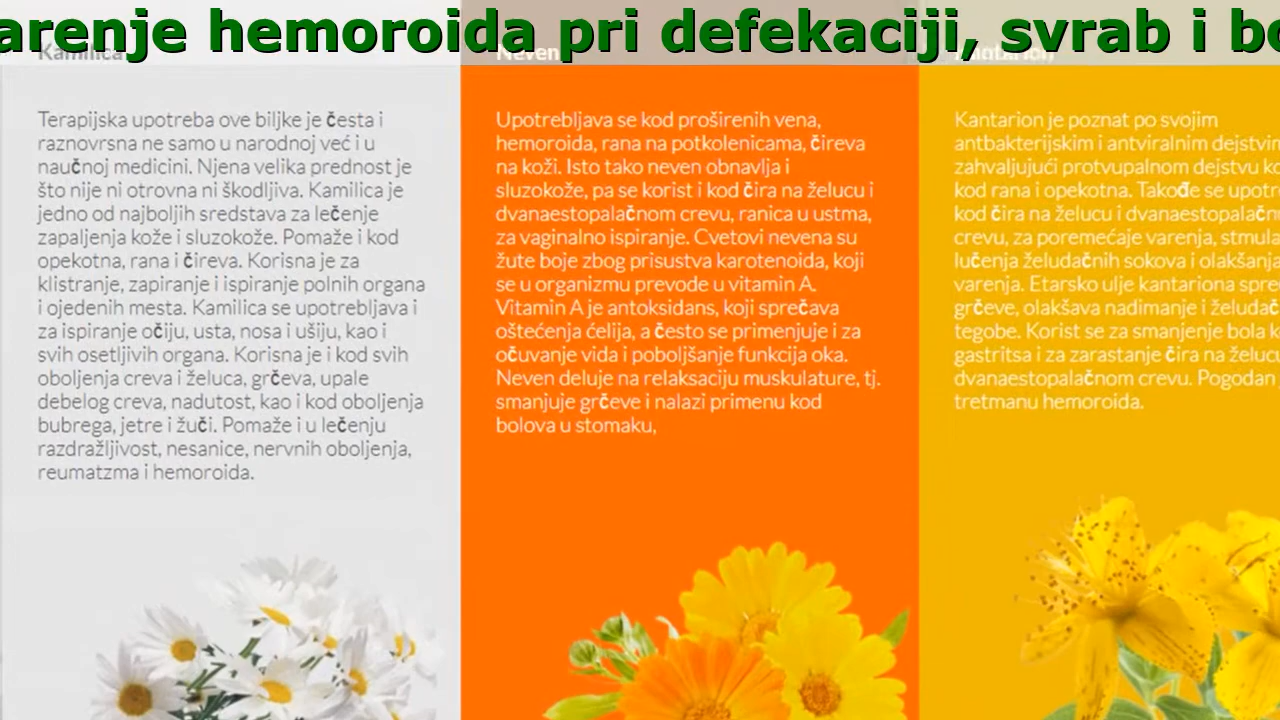 arenje hemoroida pri defekaciji, svrab i bo
Kamilica
Neven
Kantarion
Terapijska upotreba ove biljke je česta i
raznovrsna ne samo u narodnoj već i u
naučnoj medicini. Njena velika prednost je
što nije ni otrovna ni škodljiva. Kamilica je
jedno od najboljih sredstava za lečenje
zapaljenja kože i sluzokože. Pomaže i kod
opekotna, rana i čireva. Korisna je za
klistranje, zapiranje i ispiranje polnih organa
i ojedenih mesta. Kamilica se upotrebljava i
za ispiranje očiju, usta, nosa i ušiju, kao i
svih osetljivih organa. Korisna je i kod svih
oboljenja creva i želuca, grčeva, upale
debelog creva, nadutost, kao i kod oboljenja
bubrega, jetre i žuči. Pomaže i u lečenju
razdražljivost, nesanice, nervnih oboljenja,
reumatzma i hemoroida.
Upotrebljava se kod proširenih vena,
hemoroida, rana na potkolenicama, čireva
na koži. Isto tako neven obnavlja i
sluzokože, pa se korist i kod čira na želucu i
dvanaestopalačnom crevu, ranica u ustma,
za vaginalno ispiranje. Cvetovi nevena su
žute boje zbog prisustva karotenoida, koji
se u organizmu prevode u vitamin A.
Vitamin A je antoksidans, koji sprečava
oštećenja ćelija, a često se primenjuje i za
očuvanje vida i poboljšanje funkcija oka.
Neven deluje na relaksaciju muskulature, tj.
smanjuje grčeve i nalazi primenu kod
bolova u stomaku,
Kantarion je poznat po svojim
antbakterijskim i antviralnim dejstvim
zahvaljujući protvupalnom dejstvu ko
kod rana i opekotna. Takođe se upotr
kod čira na želucu i dvanaestopalačn
crevu, za poremećaje varenja, stmula
lučenja želudačnih sokova i olakšanja
varenja. Etarsko ulje kantariona spre
grčeve, olakšava nadimanje i želudač
tegobe. Korist se za smanjenje bola k
gastritsa i za zarastanje čira na želucu
dvanaestopalačnom crevu. Pogodan
tretmanu hemoroida.